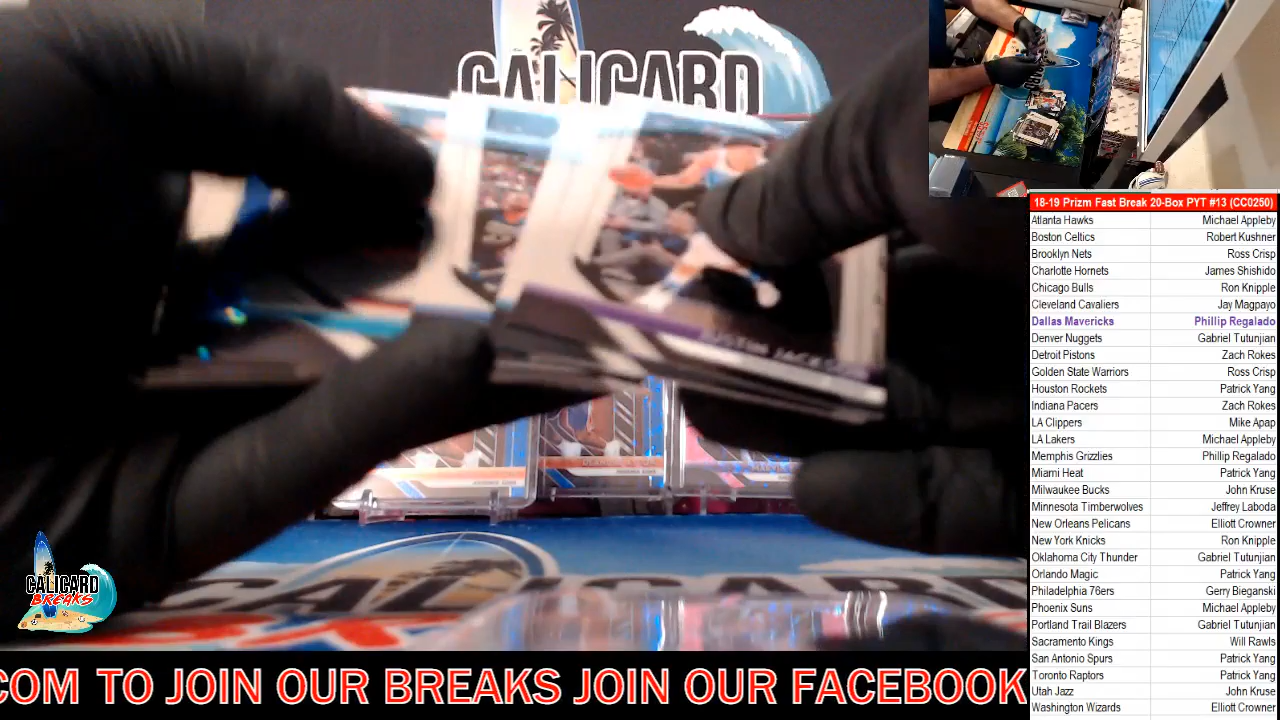 CALICARD
18-19 Prizm Fast Break 20-Box PYT #13 (CC0250)
Atlanta Hawks Michael Appleby
Boston Celtics Robert Kushner
Brooklyn Nets Ross Crisp
Charlotte Hornets James Shishido
Chicago Bulls Ron Knipple
Cleveland Cavaliers Jay Magpayo
Dallas Mavericks Phillip Regalado
Denver Nuggets Gabriel Tutunjian
Detroit Pistons Zach Rokes
Golden State Warriors Ross Crisp
Houston Rockets Patrick Yang
Indiana Pacers Zach Rokes
LA Clippers Mike Apap
LA Lakers Michael Appleby
Memphis Grizzlies Phillip Regalado
Miami Heat Patrick Yang
Milwaukee Bucks John Kruse
Minnesota Timberwolves Jeffrey Laboda
New Orleans Pelicans Elliott Crowner
New York Knicks Ron Knipple
Oklahoma City Thunder Gabriel Tutunjian
Orlando Magic Patrick Yang
Philadelphia 76ers Gerry Bieganski
Phoenix Suns Michael Appleby
Portland Trail Blazers Gabriel Tutunjian
Sacramento Kings Will Rawls
San Antonio Spurs Patrick Yang
Toronto Raptors Patrick Yang
Utah Jazz John Kruse
Washington Wizards Elliott Crowner
CALICARD
CALICARD
BREAKS
COM TO JOIN OUR BREAKS JOIN OUR FACEBOOK